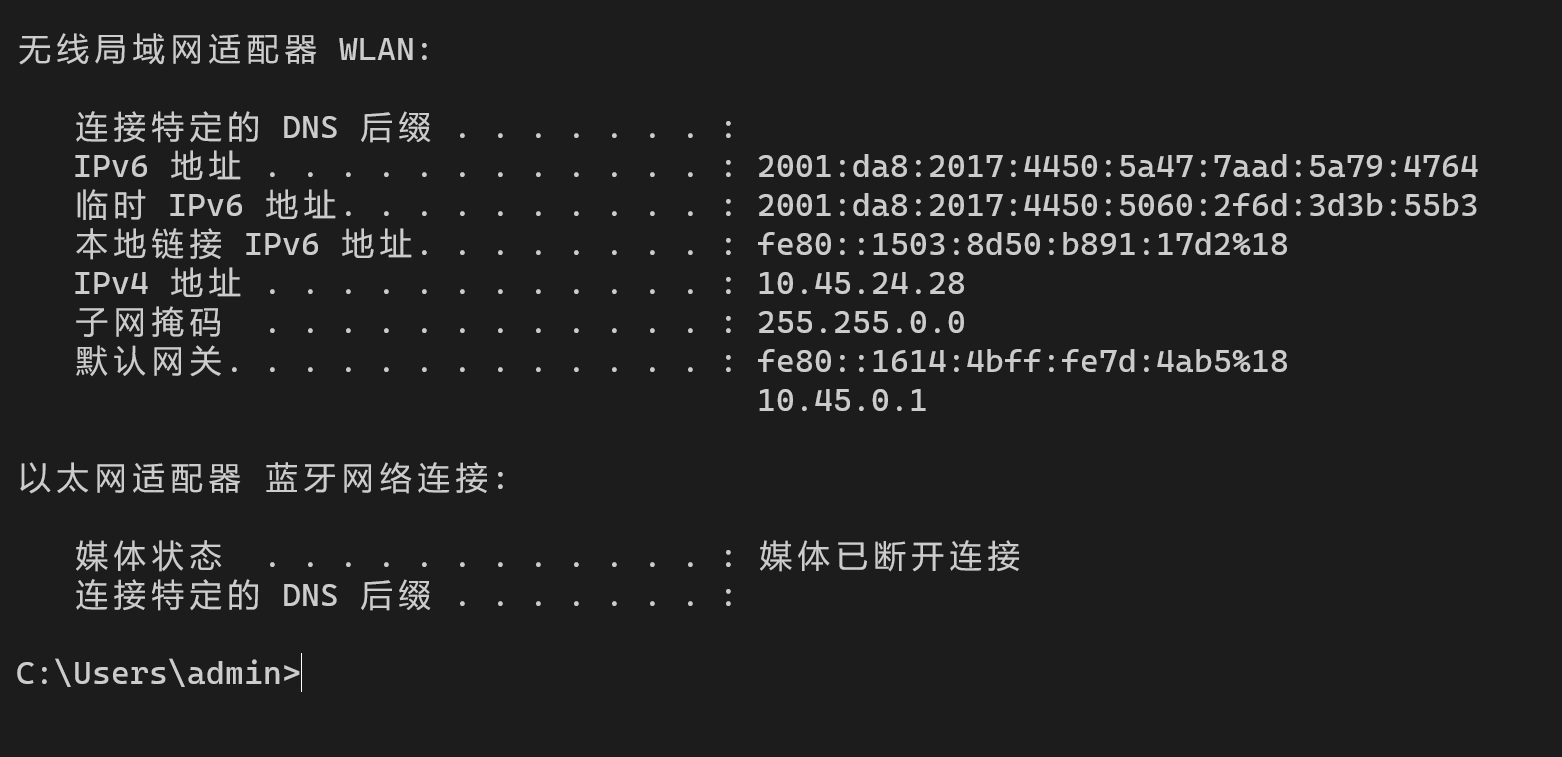 无线局域网适配器 WLAN:
连接特定的 DNS 后缀 . . . . . . . :
IPv6 地址 . . . . . . . . . . . . : 2001:da8:2017:4450:5a47:7aad:5a79:4764
临时 IPv6 地址. . . . . . . . . . : 2001:da8:2017:4450:5060:2f6d:3d3b:55b3
本地链接 IPv6 地址. . . . . . . . : fe80::1503:8d50:b891:17d2%18
IPv4 地址 . . . . . . . . . . . . : 10.45.24.28
子网掩码  . . . . . . . . . . . . : 255.255.0.0
默认网关. . . . . . . . . . . . . : fe80::1614:4bff:fe7d:4ab5%18
10.45.0.1
以太网适配器 蓝牙网络连接:
媒体状态  . . . . . . . . . . . . : 媒体已断开连接
连接特定的 DNS 后缀 . . . . . . . :
C:\Users\admin>